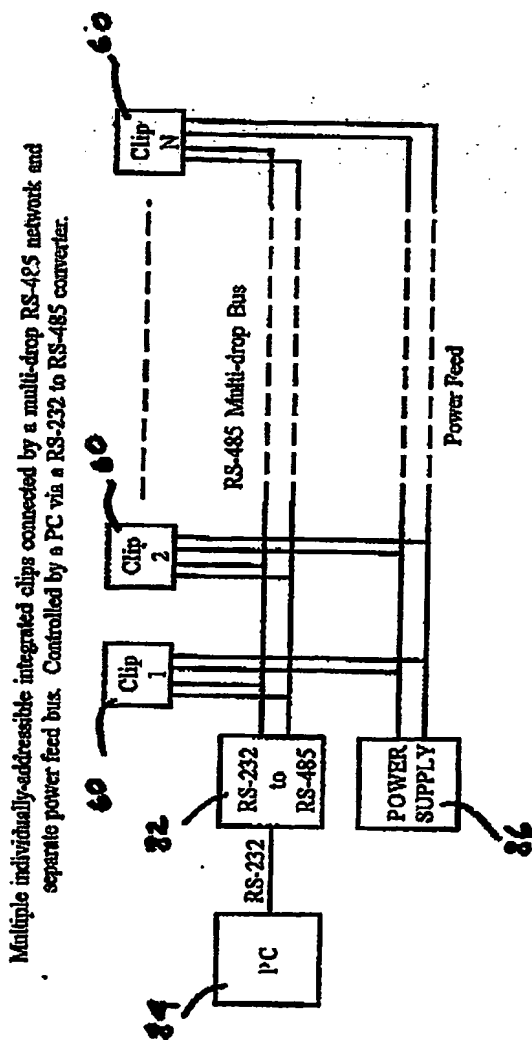 Multiple individually-addressible integrated clips connected by a multi-drop RS-485 network and
separate power feed bus. Controlled by a PC via a RS-232 to RS-485 converter.
60
60
60
Clip
1
Clip
2
Clip
N
RS-485 Multi-drop Bus
Power Feed
82
RS-232
to
RS-485
RS-232
84
PC
POWER
SUPPLY
86